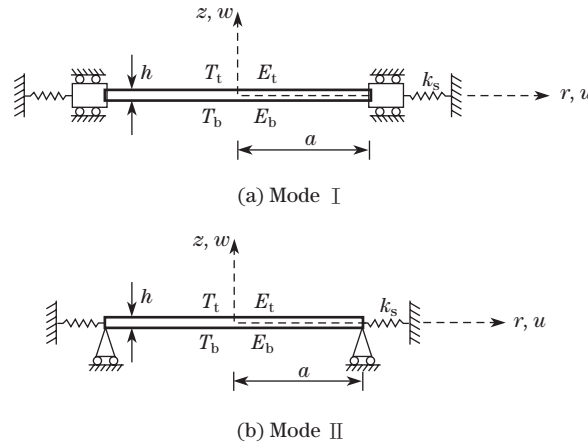 z, w
h
T_t
E_t
k_s
r, u
T_b
E_b
a
(a) Mode Ⅰ
z, w
h
T_t
E_t
k_s
r, u
T_b
E_b
a
(b) Mode Ⅱ